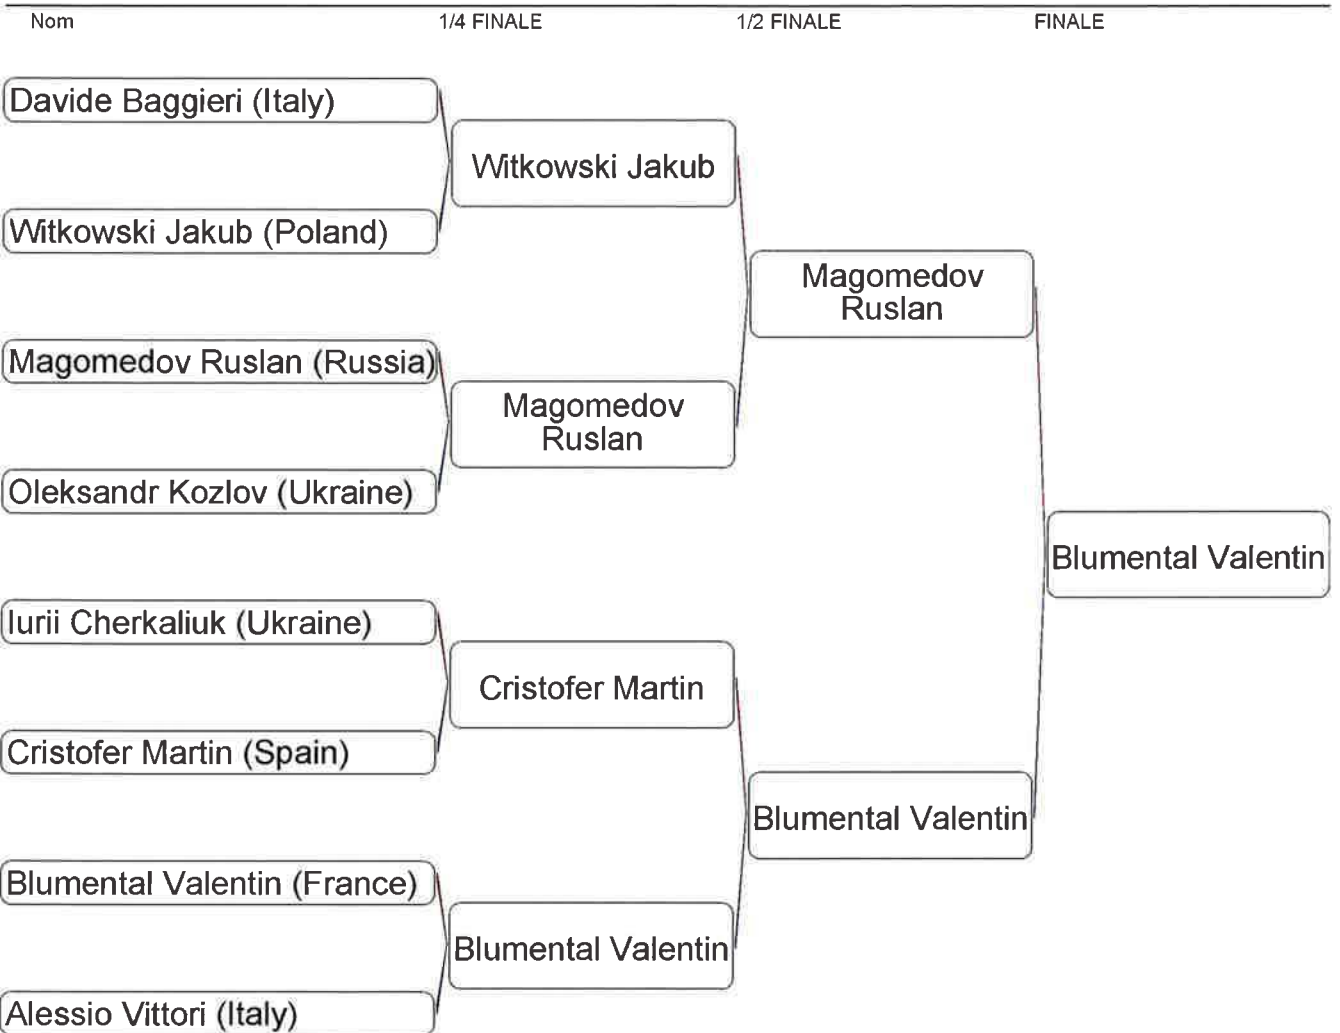 Nom 1/4 FINALE 1/2 FINALE FINALE
Davide Baggieri (Italy)
Witkowski Jakub
Witkowski Jakub (Poland)
Magomedov
Ruslan
Magomedov Ruslan (Russia)
Magomedov
Ruslan
Oleksandr Kozlov (Ukraine)
Blumental Valentin
Iurii Cherkaliuk (Ukraine)
Cristofer Martin
Cristofer Martin (Spain)
Blumental Valentin
Blumental Valentin (France)
Blumental Valentin
Alessio Vittori (Italy)